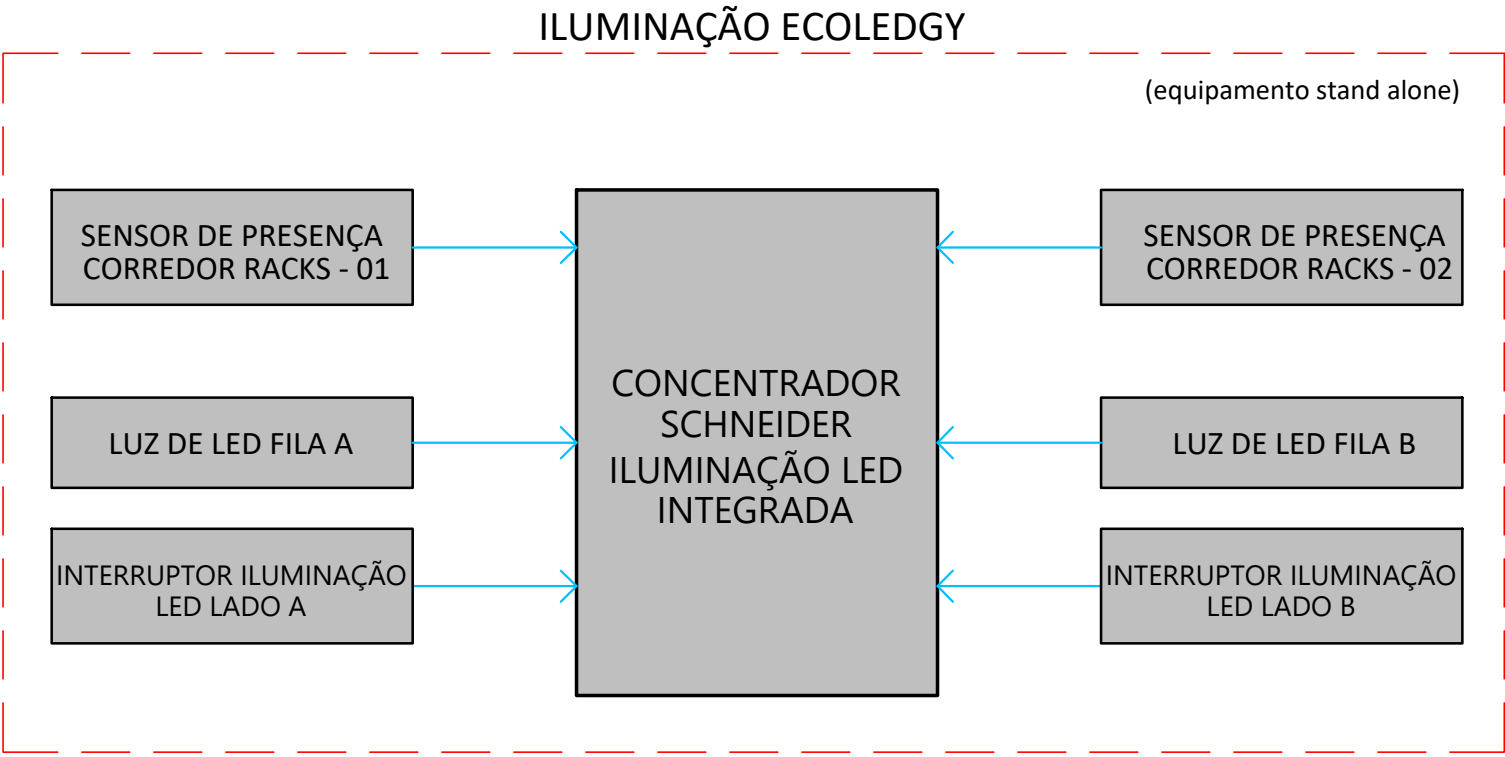 ILUMINAÇÃO ECOLEDGY
(equipamento stand alone)
SENSOR DE PRESENÇA
CORREDOR RACKS - 01
LUZ DE LED FILA A
INTERRUPTOR ILUMINAÇÃO
LED LADO A
CONCENTRADOR
SCHNEIDER
ILUMINAÇÃO LED
INTEGRADA
SENSOR DE PRESENÇA
CORREDOR RACKS - 02
LUZ DE LED FILA B
INTERRUPTOR ILUMINAÇÃO
LED LADO B